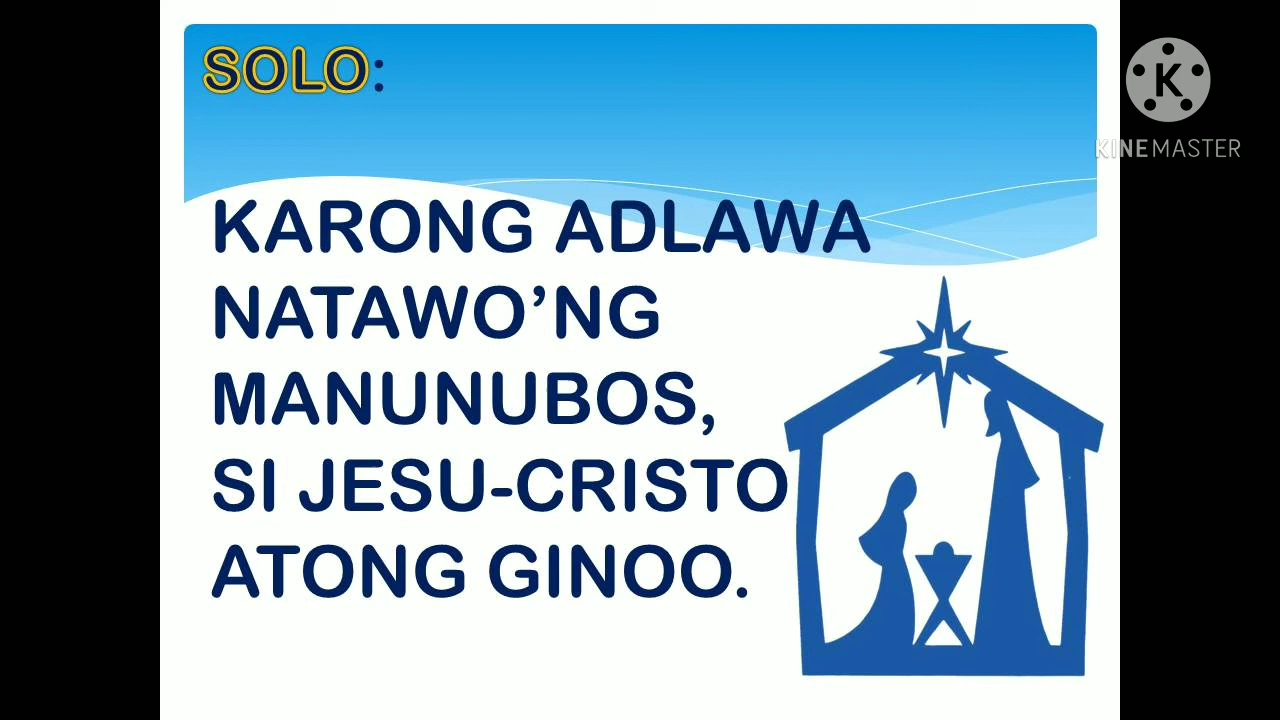 SOLO:
K
KINEMASTER
KARONG ADLAWA
NATAWO’NG
MANUNUBOS,
SI JESU-CRISTO
ATONG GINOO.